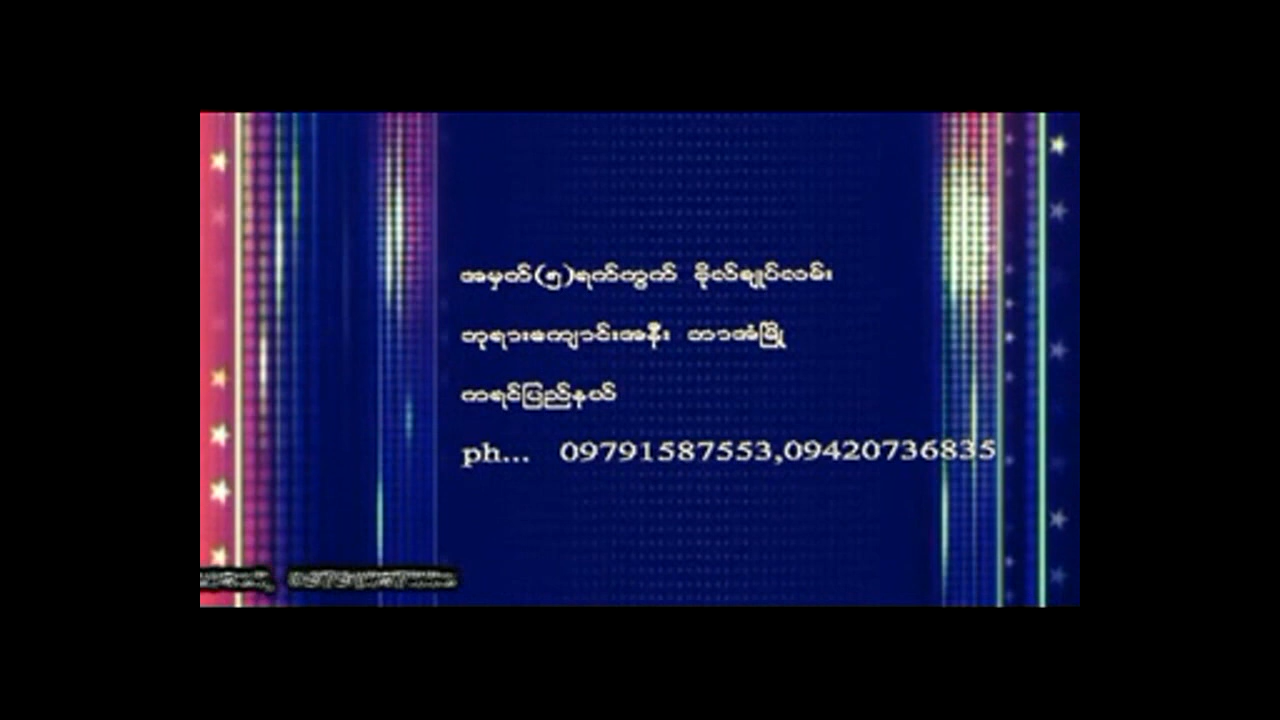 အမှတ်(၅)ရက်ကွက် ဗိုလ်ချုပ်လမ်း
ဘုရားကျောင်းအနီး ဘားအံမြို့
ကရင်ပြည်နယ်
ph... 09791587553,09420736835